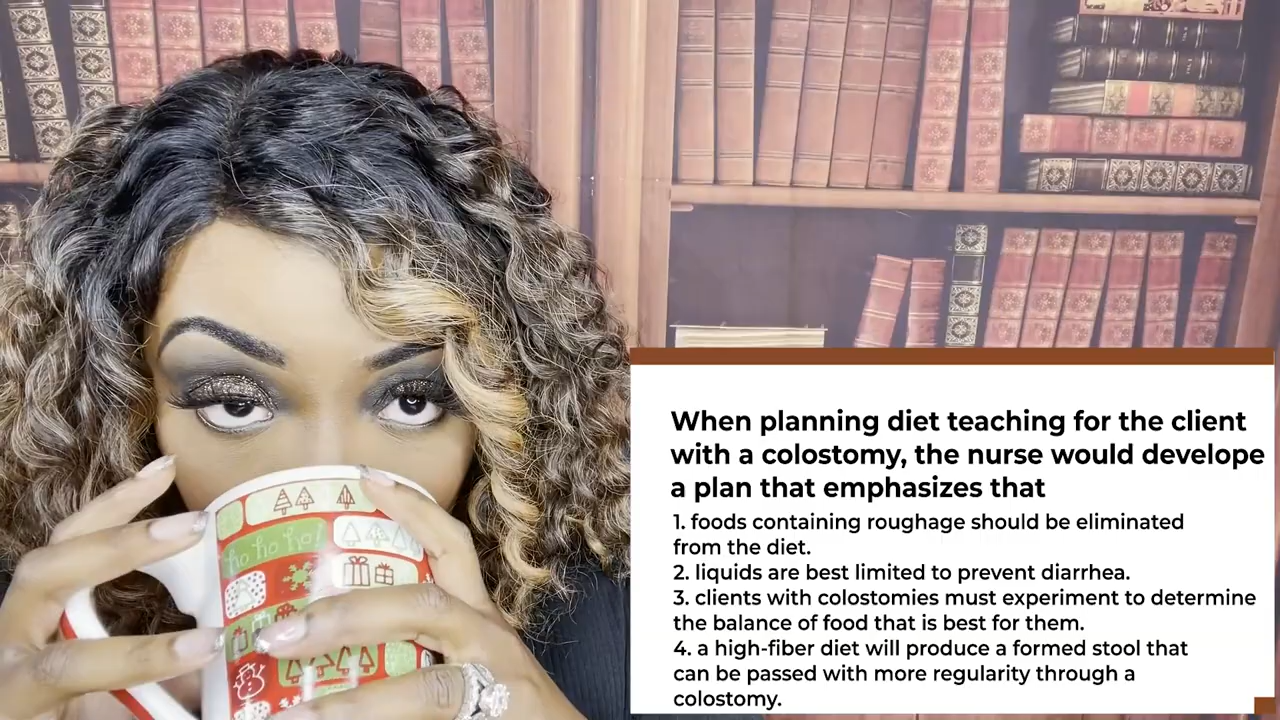 ho ho ho!
When planning diet teaching for the client
with a colostomy, the nurse would develope
a plan that emphasizes that
1. foods containing roughage should be eliminated
from the diet.
2. liquids are best limited to prevent diarrhea.
3. clients with colostomies must experiment to determine
the balance of food that is best for them.
4. a high-fiber diet will produce a formed stool that
can be passed with more regularity through a
colostomy.